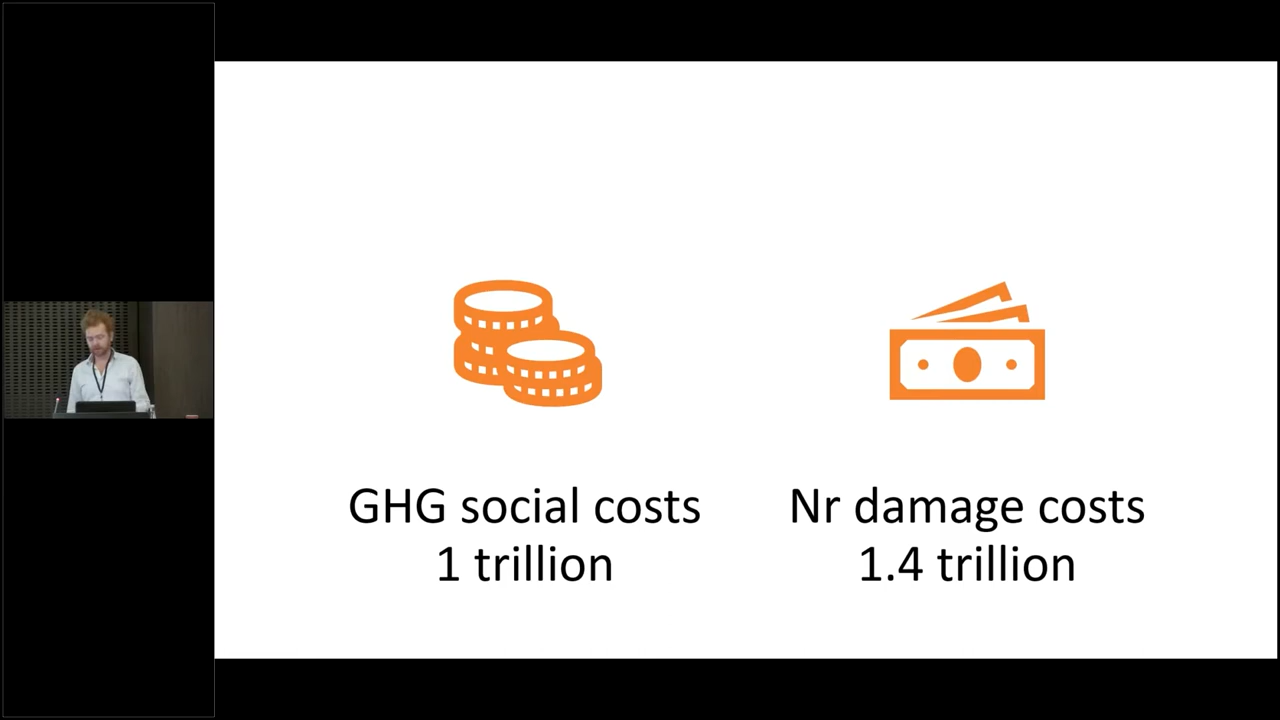 GHG social costs
1 trillion
Nr damage costs
1.4 trillion